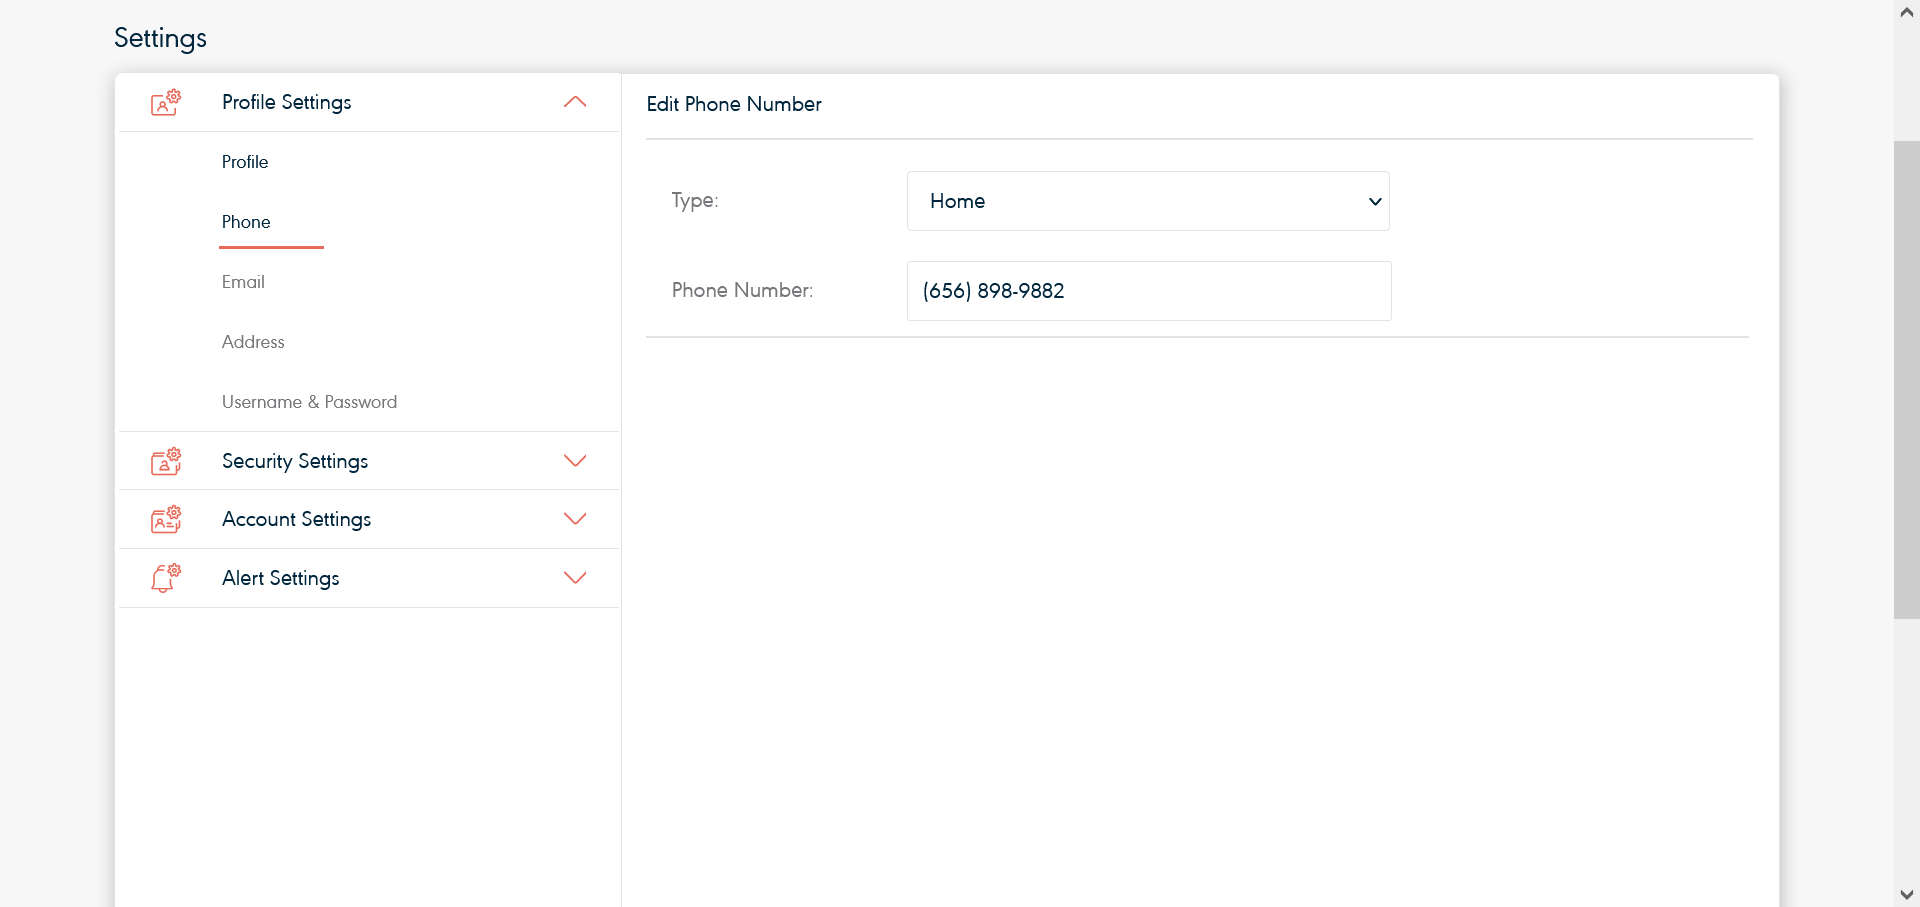 Settings
Profile Settings
Profile
Phone
Email
Address
Username & Password
Security Settings
Account Settings
Alert Settings
Edit Phone Number
Type:
Home
Phone Number:
(656) 898-9882